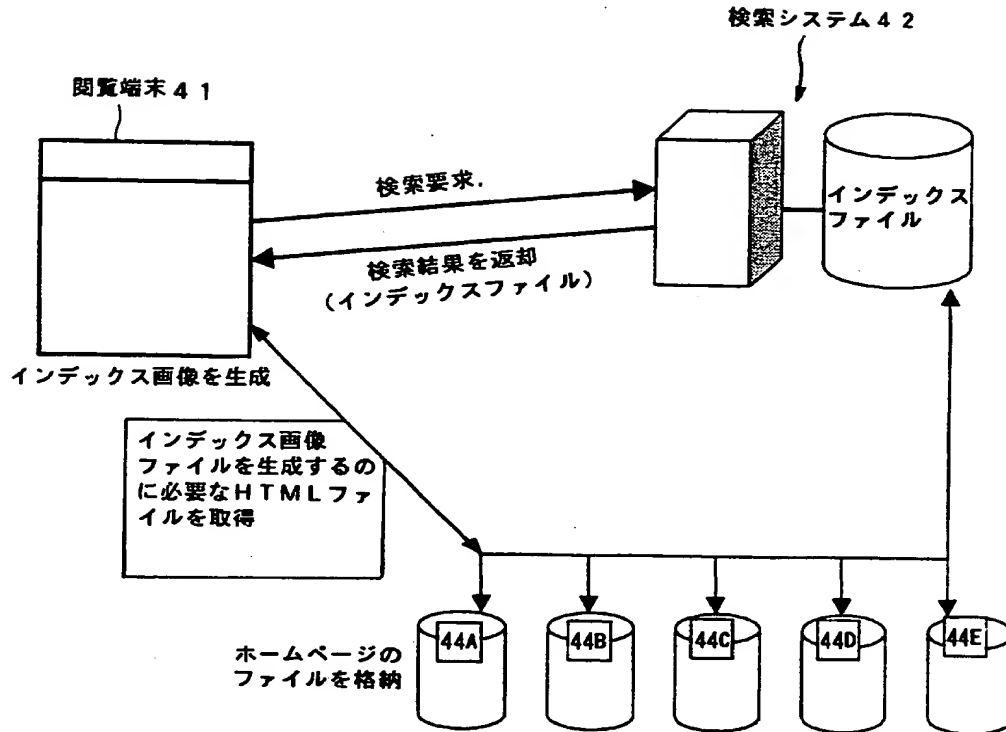 検索システム42
閲覧端末41
検索要求.
インデックス
ファイル
検索結果を返却
(インデックスファイル)
インデックス画像を生成
インデックス画像
ファイルを生成するの
に必要なHTMLファ
イルを取得
44A
44B
44C
44D
44E
ホームページの
ファイルを格納